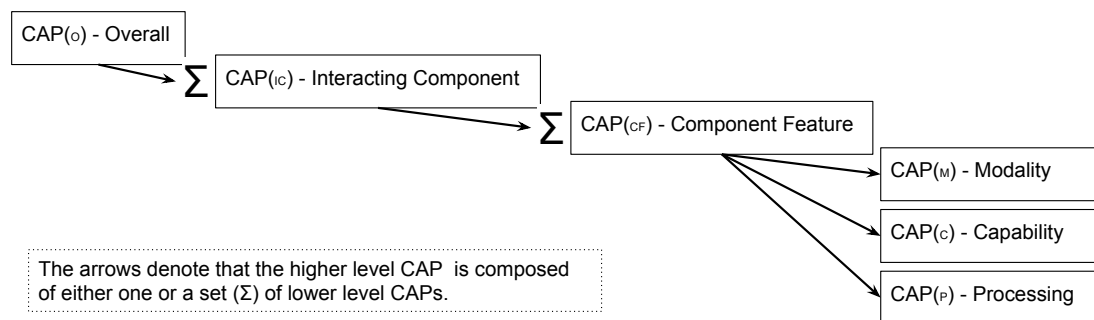 CAP(O) - Overall
Σ CAP(IC) - Interacting Component
Σ CAP(CF) - Component Feature
CAP(M) - Modality
CAP(C) - Capability
CAP(P) - Processing
The arrows denote that the higher level CAP is composed
of either one or a set (Σ) of lower level CAPs.